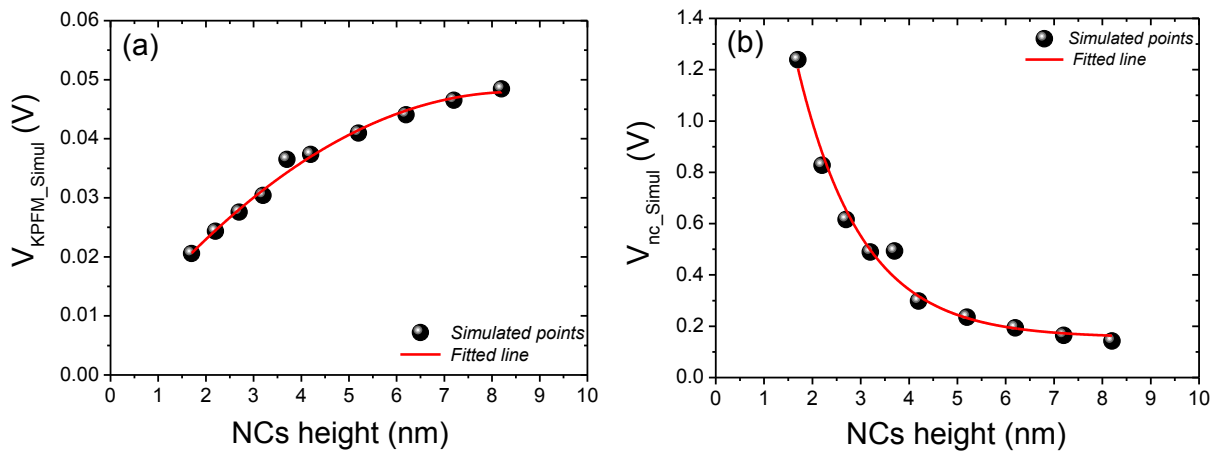 (a)
V_KPFM_Simul (V)
0.06
0.05
0.04
0.03
0.02
0.01
0.00
0 1 2 3 4 5 6 7 8 9 10
NCs height (nm)
Simulated points
Fitted line
(b)
V_nc_Simul (V)
1.4
1.2
1.0
0.8
0.6
0.4
0.2
0.0
0 1 2 3 4 5 6 7 8 9 10
NCs height (nm)
Simulated points
Fitted line